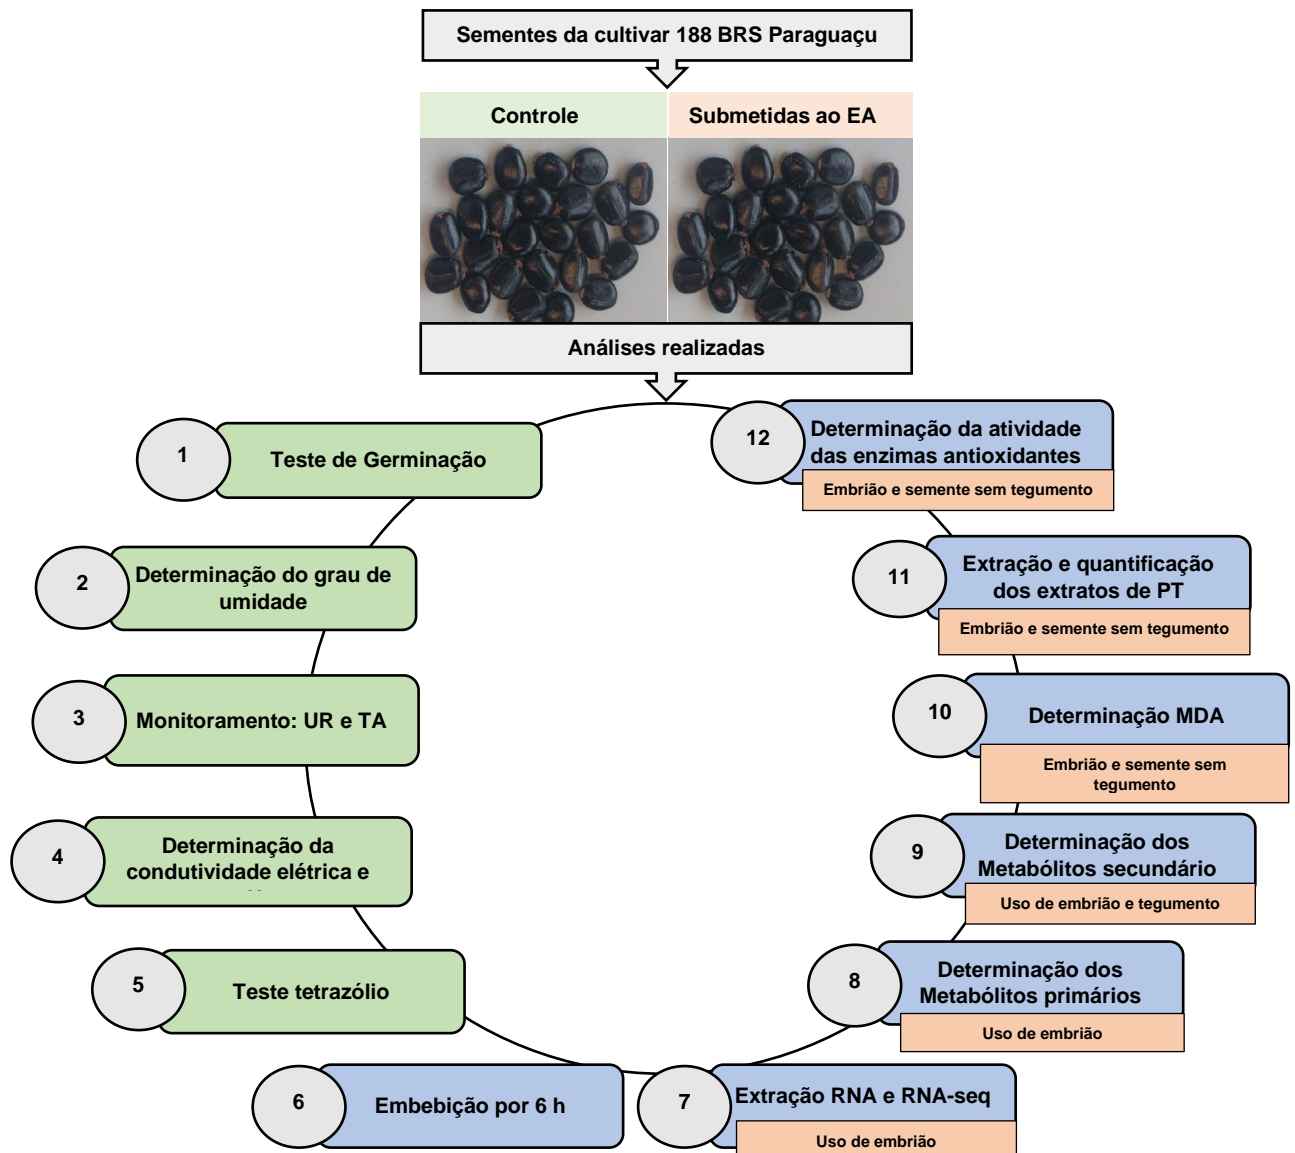 Sementes da cultivar 188 BRS Paraguaçu
Controle
Submetidas ao EA
Análises realizadas
1
Teste de Germinação
2
Determinação do grau de
umidade
3
Monitoramento: UR e TA
4
Determinação da
condutividade elétrica e
5
Teste tetrazólio
6
Embebição por 6 h
7
Extração RNA e RNA-seq
Uso de embrião
8
Determinação dos
Metabólitos primários
Uso de embrião
9
Determinação dos
Metabólitos secundário
Uso de embrião e tegumento
10
Determinação MDA
Embrião e semente sem
tegumento
11
Extração e quantificação
dos extratos de PT
Embrião e semente sem tegumento
12
Determinação da atividade
das enzimas antioxidantes
Embrião e semente sem tegumento